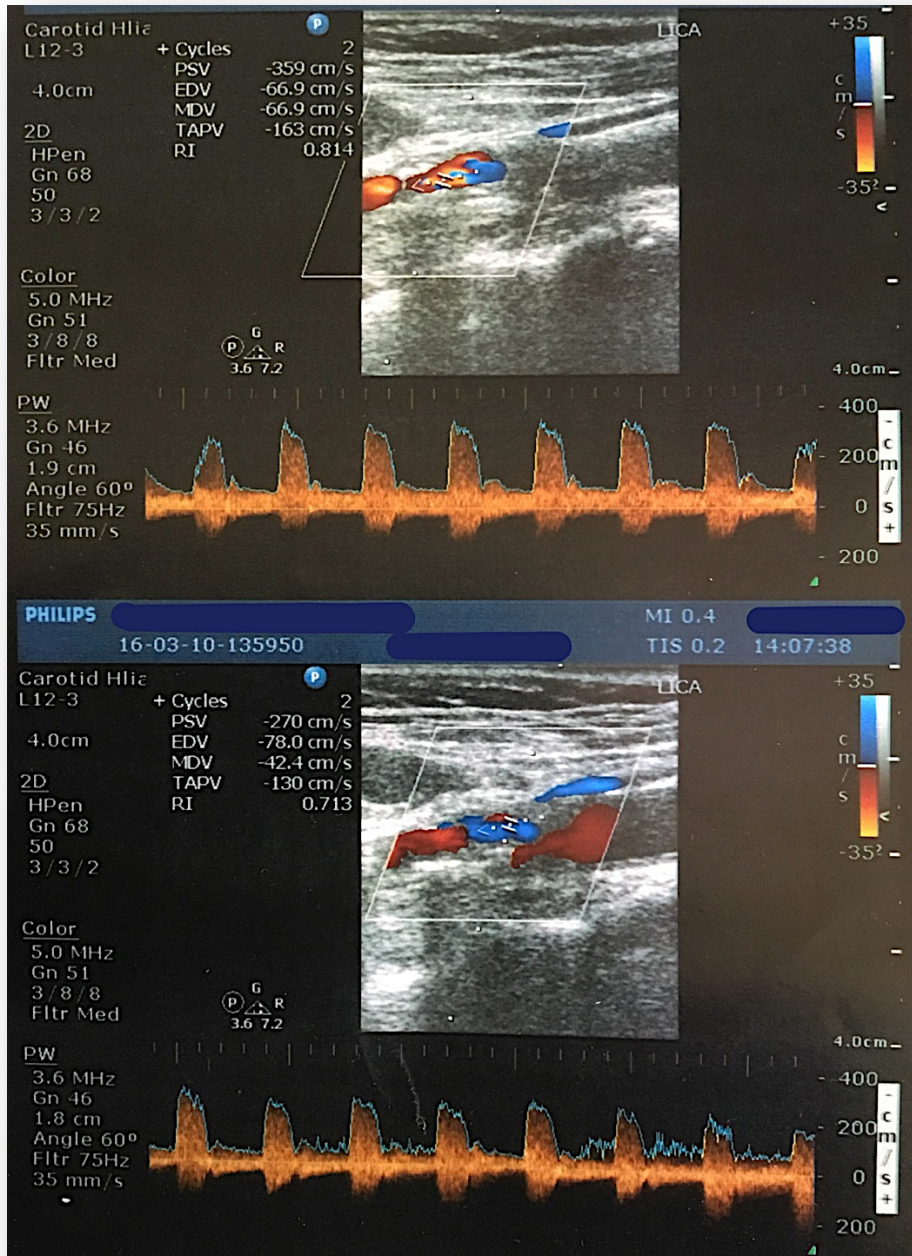 Carotid Hlia
L12-3
4.0cm
2D
HPen
Gn 68
50
3/3/2
Color
5.0 MHz
Gn 51
3/8/8
Fltr Med
PW
3.6 MHz
Gn 46
1.9 cm
Angle 60º
Fltr 75Hz
35 mm/s
+ Cycles 2
PSV -359 cm/s
EDV -66.9 cm/s
MDV -66.9 cm/s
TAPV -163 cm/s
RI 0.814
P
G
P R
3.6 7.2
LICA
+35
cm/s
-35²
<
4.0cm
- 400
- 200
- 0
- 200
- cm/s +
PHILIPS
16-03-10-135950
MI 0.4
TIS 0.2 14:07:38
Carotid Hlia
L12-3
4.0cm
2D
HPen
Gn 68
50
3/3/2
Color
5.0 MHz
Gn 51
3/8/8
Fltr Med
PW
3.6 MHz
Gn 46
1.8 cm
Angle 60º
Fltr 75Hz
35 mm/s
+ Cycles 2
PSV -270 cm/s
EDV -78.0 cm/s
MDV -42.4 cm/s
TAPV -130 cm/s
RI 0.713
P
G
P R
3.6 7.2
LICA
+35
cm/s
-35²
<
4.0cm
- 400
- 200
- 0
- 200
- cm/s +